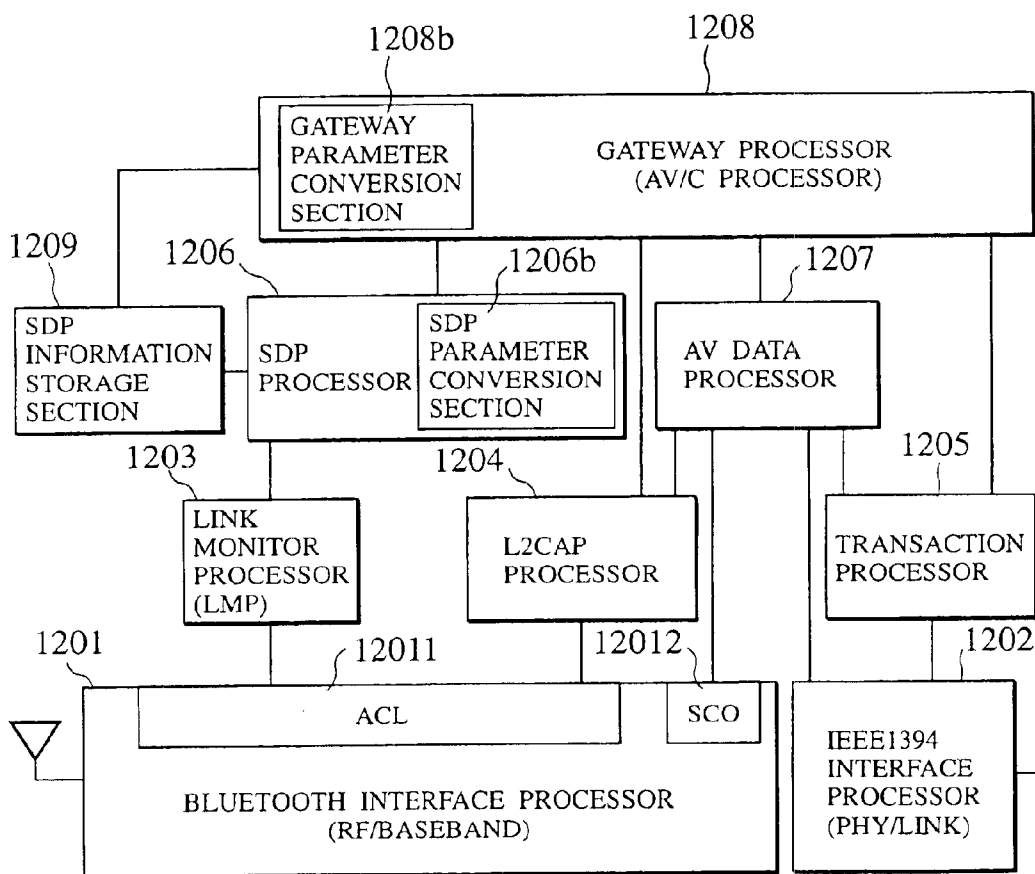 1208b
1208
GATEWAY
PARAMETER
CONVERSION
SECTION
GATEWAY PROCESSOR
(AV/C PROCESSOR)
1209
1206
1206b
1207
SDP
INFORMATION
STORAGE
SECTION
SDP
PROCESSOR
SDP
PARAMETER
CONVERSION
SECTION
AV DATA
PROCESSOR
1203
1204
1205
LINK
MONITOR
PROCESSOR
(LMP)
L2CAP
PROCESSOR
TRANSACTION
PROCESSOR
1201
12011
12012
1202
ACL
SCO
BLUETOOTH INTERFACE PROCESSOR
(RF/BASEBAND)
IEEE1394
INTERFACE
PROCESSOR
(PHY/LINK)